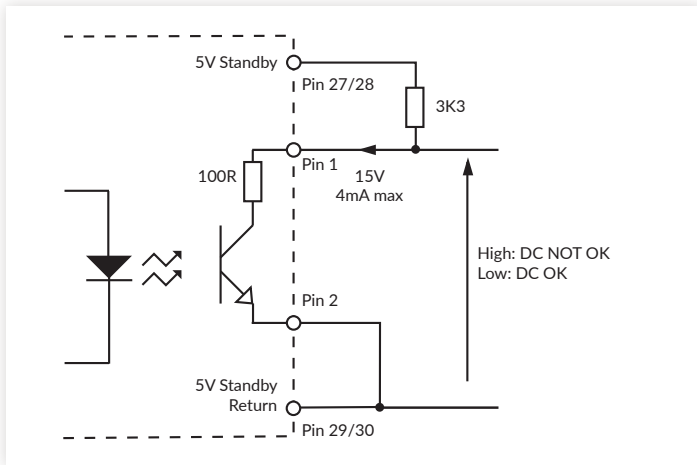 5V Standby
Pin 27/28
3K3
Pin 1
100R
15V
4mA max
High: DC NOT OK
Low: DC OK
Pin 2
5V Standby
Return
Pin 29/30